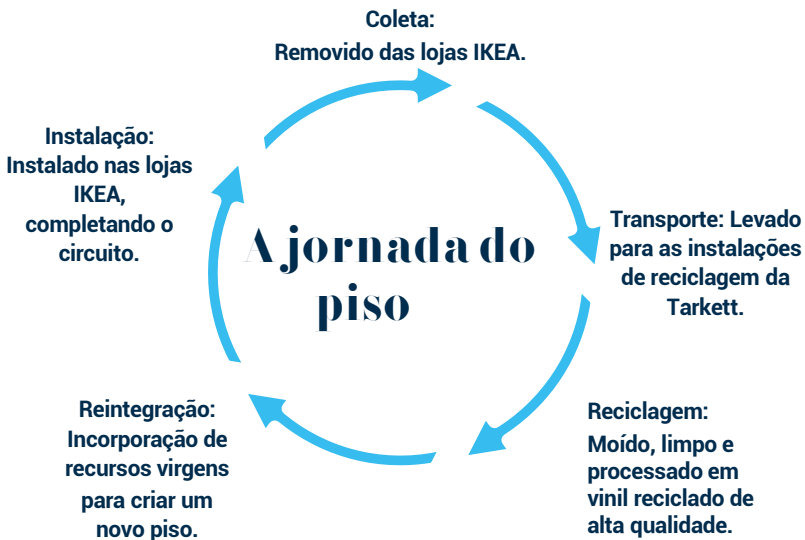 Coleta:
Removido das lojas IKEA.
Instalação:
Instalado nas lojas
IKEA,
completando o
circuito.
A jornada do
piso
Transporte: Levado
para as instalações
de reciclagem da
Tarkett.
Reciclagem:
Moído, limpo e
processado em
vinil reciclado de
alta qualidade.
Reintegração:
Incorporação de
recursos virgens
para criar um
novo piso.